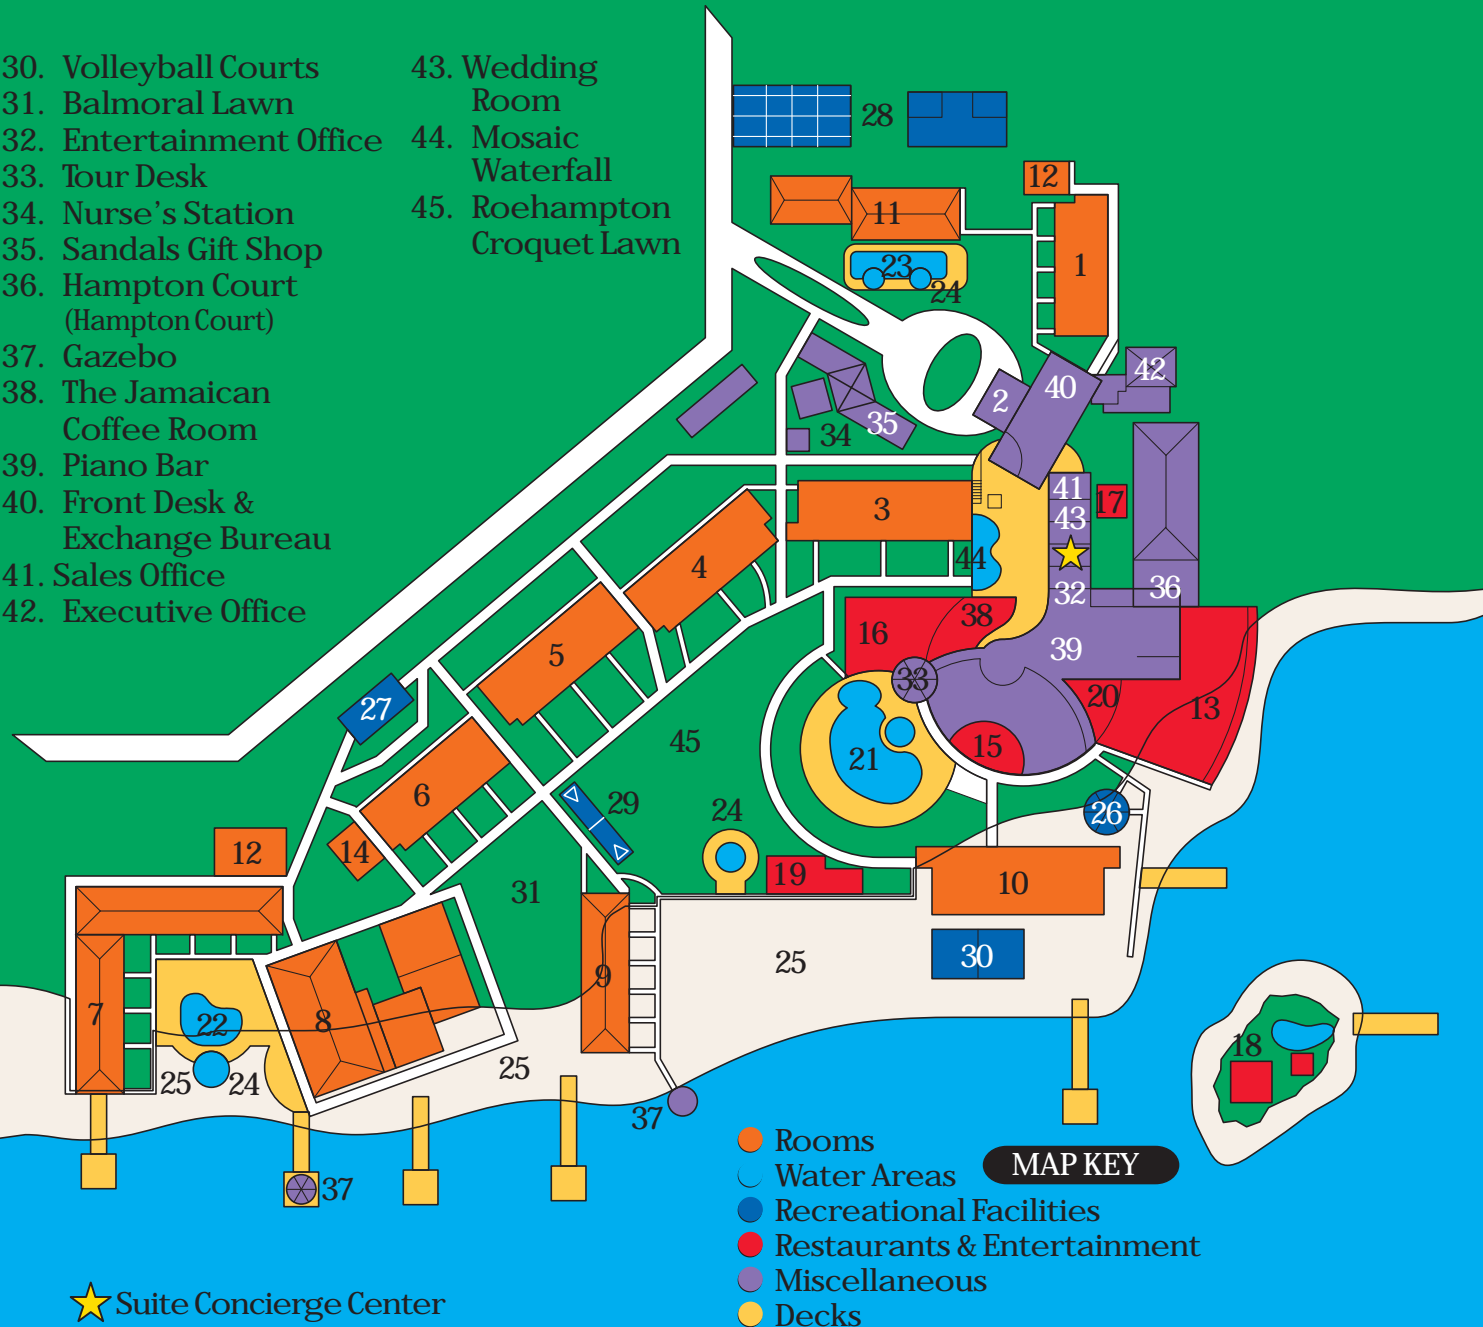 30. Volleyball Courts
31. Balmoral Lawn
32. Entertainment Office
33. Tour Desk
34. Nurse's Station
35. Sandals Gift Shop
36. Hampton Court
(Hampton Court)
37. Gazebo
38. The Jamaican
Coffee Room
39. Piano Bar
40. Front Desk &
Exchange Bureau
41. Sales Office
42. Executive Office
43. Wedding
Room
44. Mosaic
Waterfall
45. Roehampton
Croquet Lawn
28
12
11
1
23
24
42
40
2
35
34
41
17
43
3
44
4
32
36
38
16
39
5
33
20
13
27
45
15
21
6
29
24
26
12
14
19
10
31
25
30
9
7
8
22
18
25
24
25
37
37
Rooms
MAP KEY
Water Areas
Recreational Facilities
Restaurants & Entertainment
Miscellaneous
Decks
Suite Concierge Center